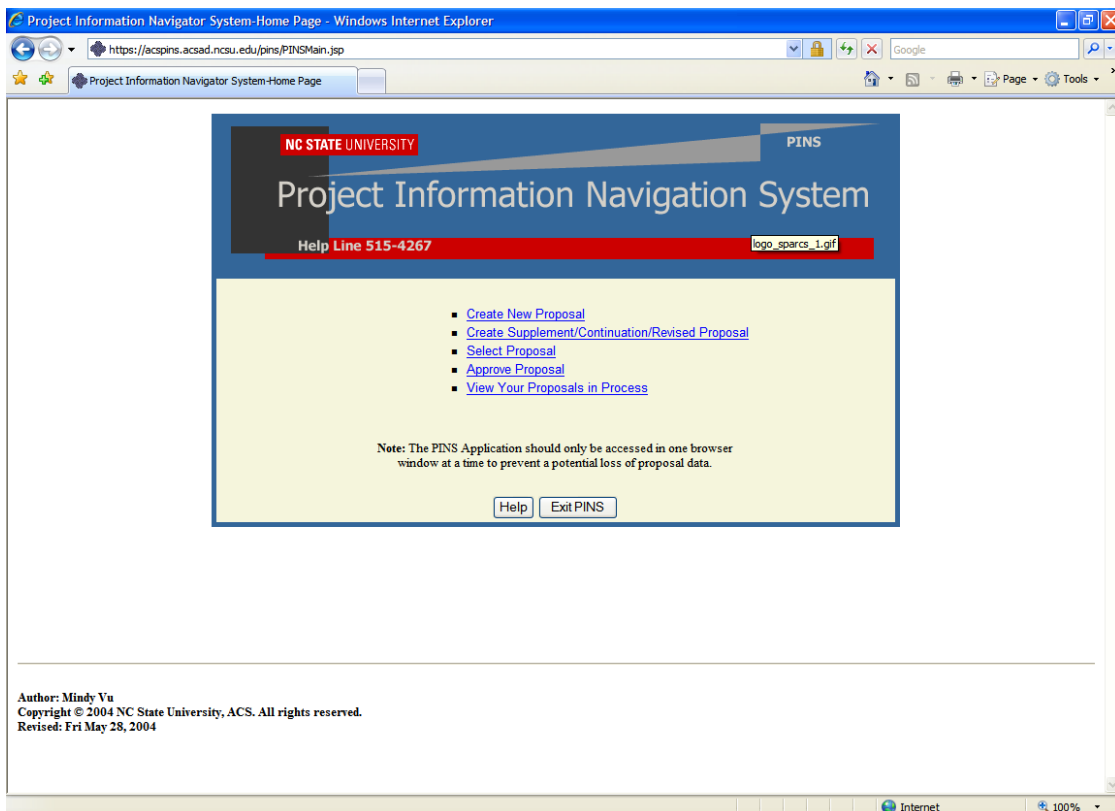 Project Information Navigator System-Home Page - Windows Internet Explorer
https://acspins.acsad.ncsu.edu/pins/PINSMain.jsp
Google
Project Information Navigator System-Home Page
Page
Tools
NC STATE UNIVERSITY
PINS
Project Information Navigation System
Help Line 515-4267
logo_sparcs_1.gif
Create New Proposal
Create Supplement/Continuation/Revised Proposal
Select Proposal
Approve Proposal
View Your Proposals in Process
Note: The PINS Application should only be accessed in one browser
window at a time to prevent a potential loss of proposal data.
Help
Exit PINS
Author: Mindy Vu
Copyright © 2004 NC State University, ACS. All rights reserved.
Revised: Fri May 28, 2004
Internet
100%